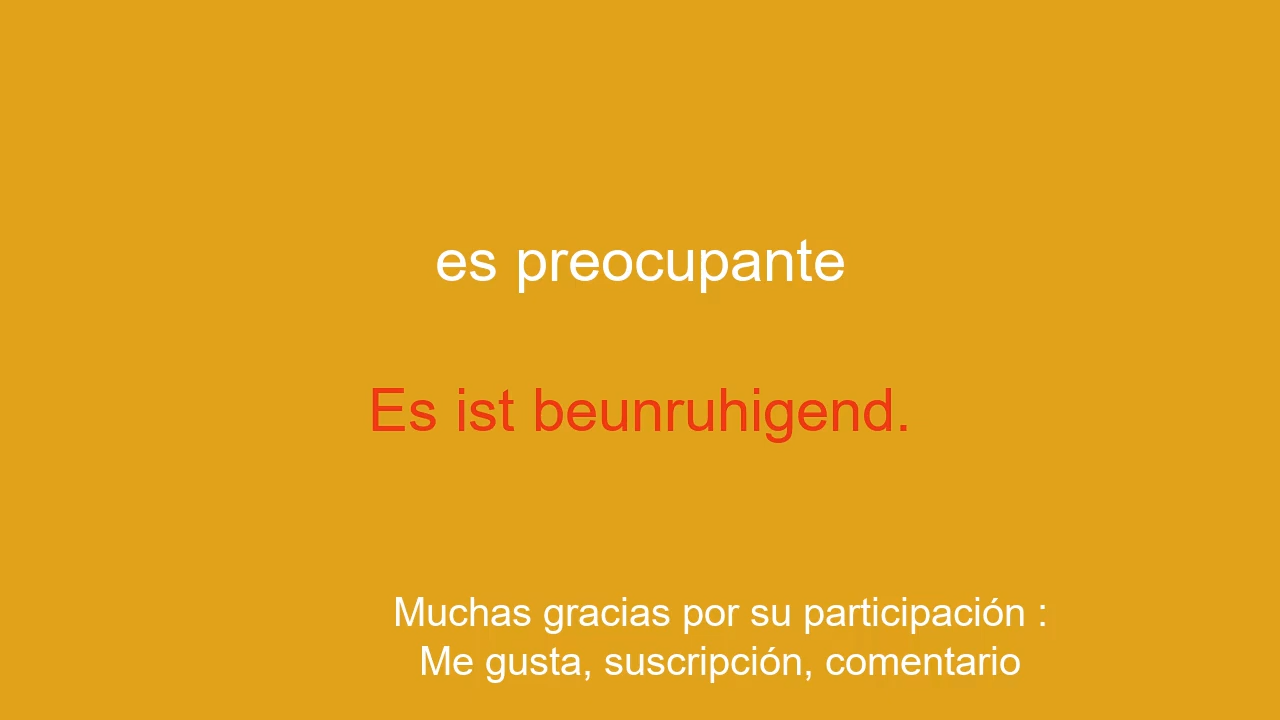 es preocupante
Es ist beunruhigend.
Muchas gracias por su participación :
Me gusta, suscripción, comentario